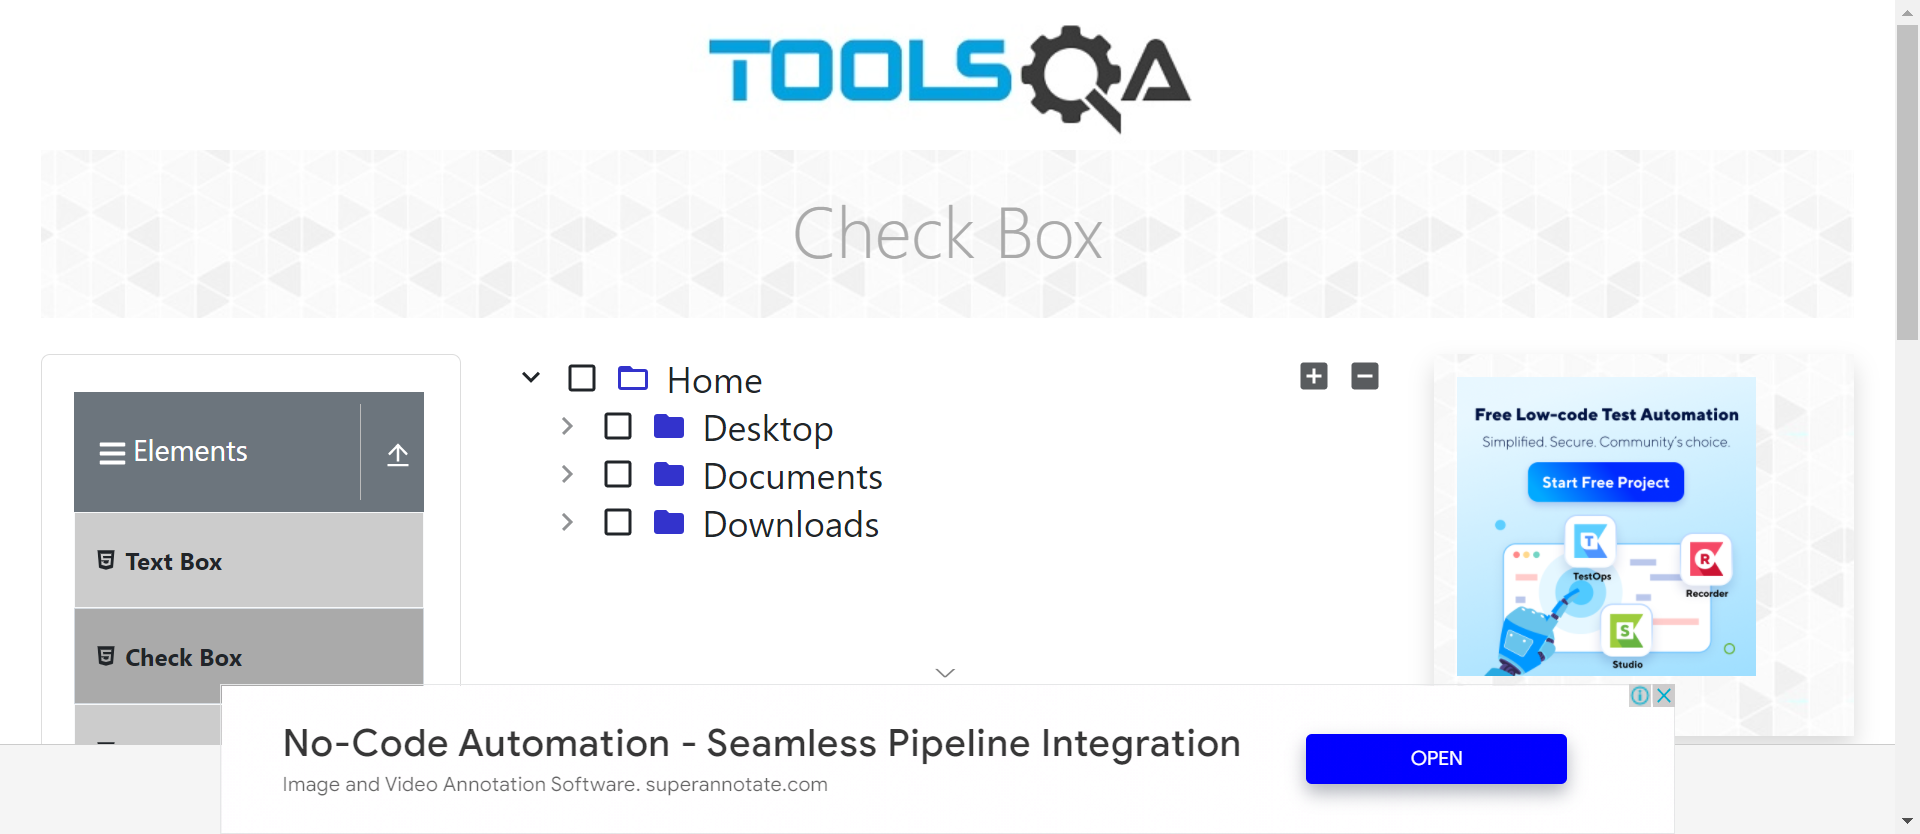 TOOLSQA
Check Box
Elements
Text Box
Check Box
Home
Desktop
Documents
Downloads
Free Low-code Test Automation
Simplified. Secure. Community's choice.
Start Free Project
T
TestOps
R
Recorder
S
Studio
No-Code Automation - Seamless Pipeline Integration
Image and Video Annotation Software. superannotate.com
OPEN